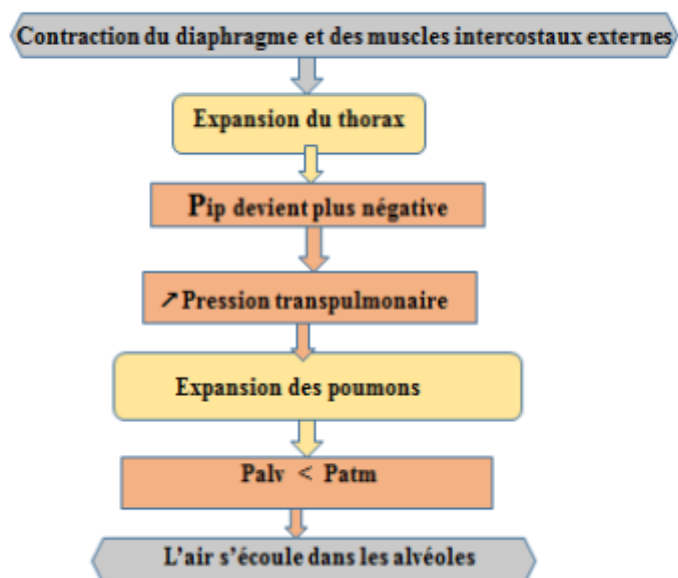 Contraction du diaphragme et des muscles intercostaux externes
Expansion du thorax
Pip devient plus négative
↗ Pression transpulmonaire
Expansion des poumons
Palv < Patm
L'air s'écoule dans les alvéoles